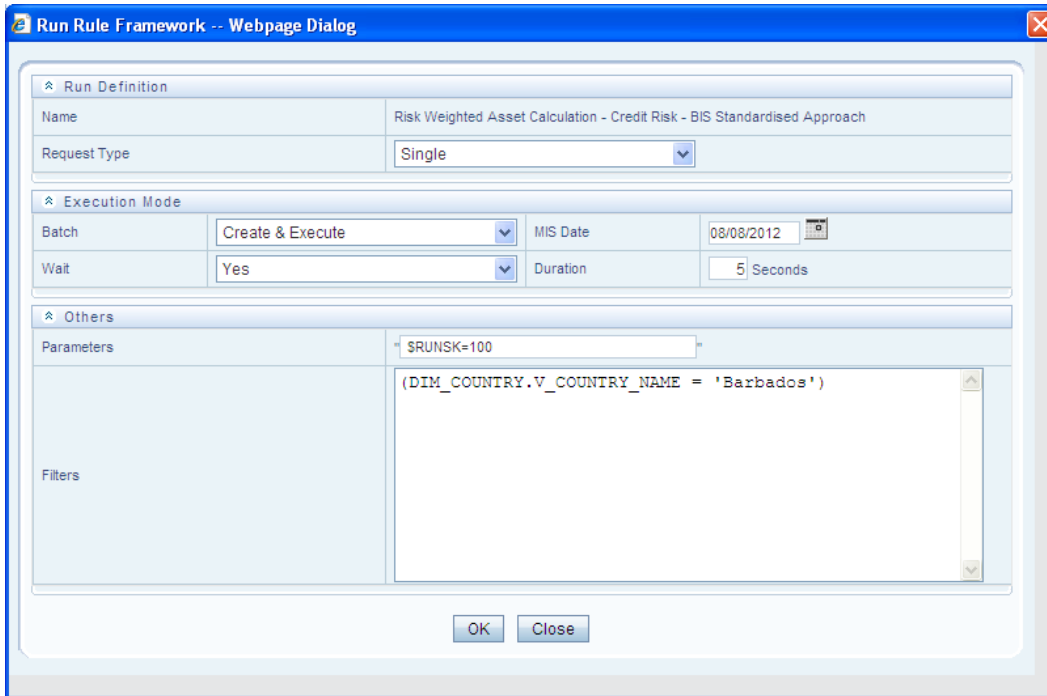 Run Rule Framework -- Webpage Dialog
Run Definition
Name Risk Weighted Asset Calculation - Credit Risk - BIS Standardised Approach
Request Type Single
Execution Mode
Batch Create & Execute MIS Date 08/08/2012
Wait Yes Duration 5 Seconds
Others
Parameters " $RUNSK=100 "
(DIM_COUNTRY.V_COUNTRY_NAME = 'Barbados')
Filters
OK Close